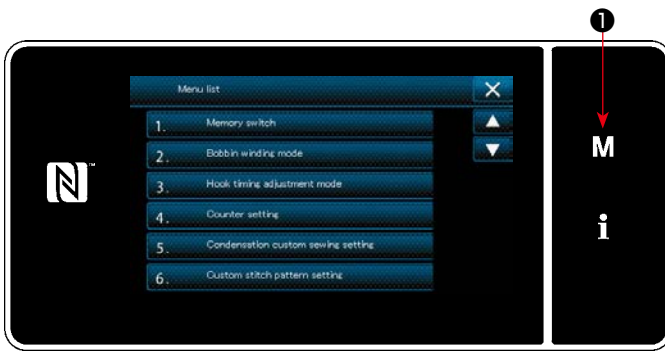 ❶
Menu list
1. Memory switch
2. Bobbin winding mode
3. Hook timing adjustment mode
4. Counter setting
5. Condensation custom sewing setting
6. Custom stitch pattern setting
N
M
i